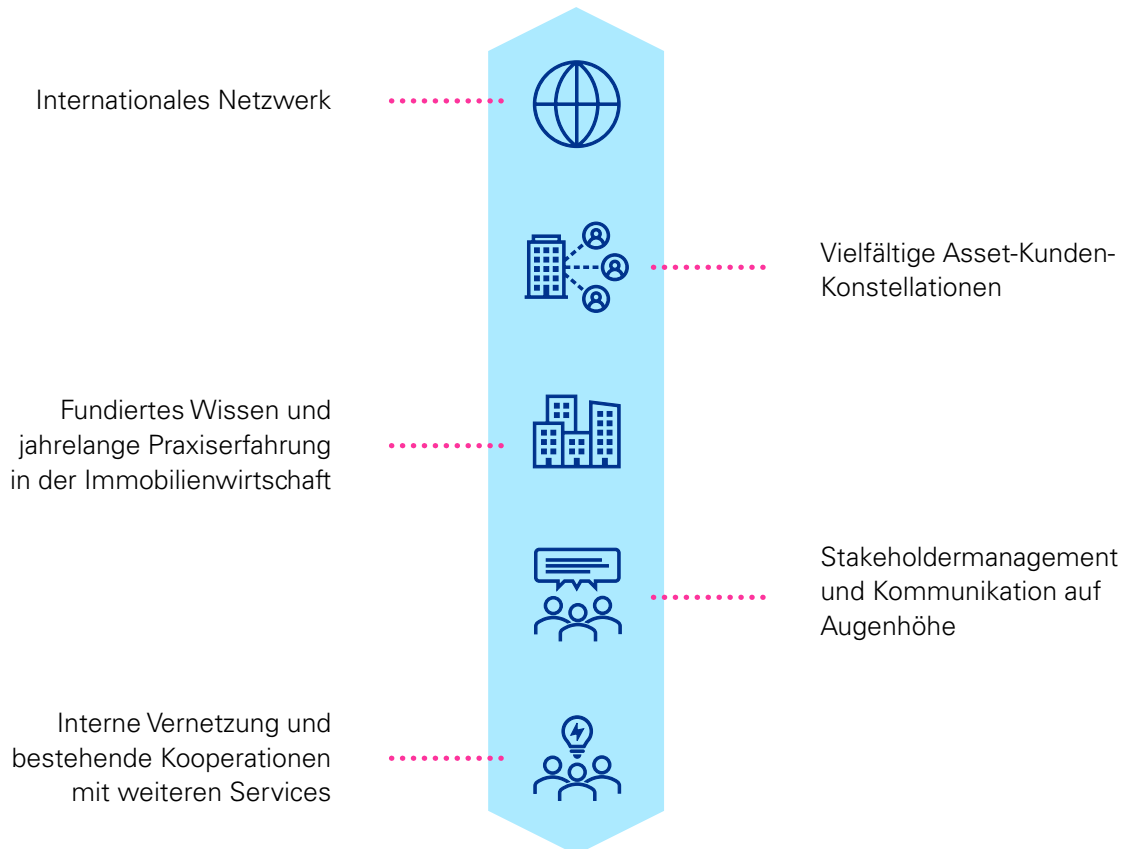 Internationales Netzwerk
Vielfältige Asset-Kunden-
Konstellationen
Fundiertes Wissen und
jahrelange Praxiserfahrung
in der Immobilienwirtschaft
Stakeholdermanagement
und Kommunikation auf
Augenhöhe
Interne Vernetzung und
bestehende Kooperationen
mit weiteren Services